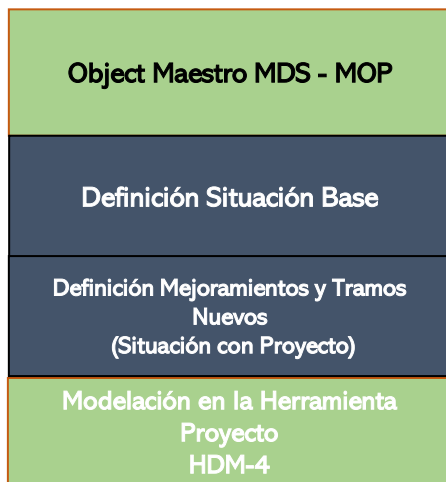 Object Maestro MDS - MOP
Definición Situación Base
Definición Mejoramientos y Tramos
Nuevos
(Situación con Proyecto)
Modelación en la Herramienta
Proyecto
HDM-4